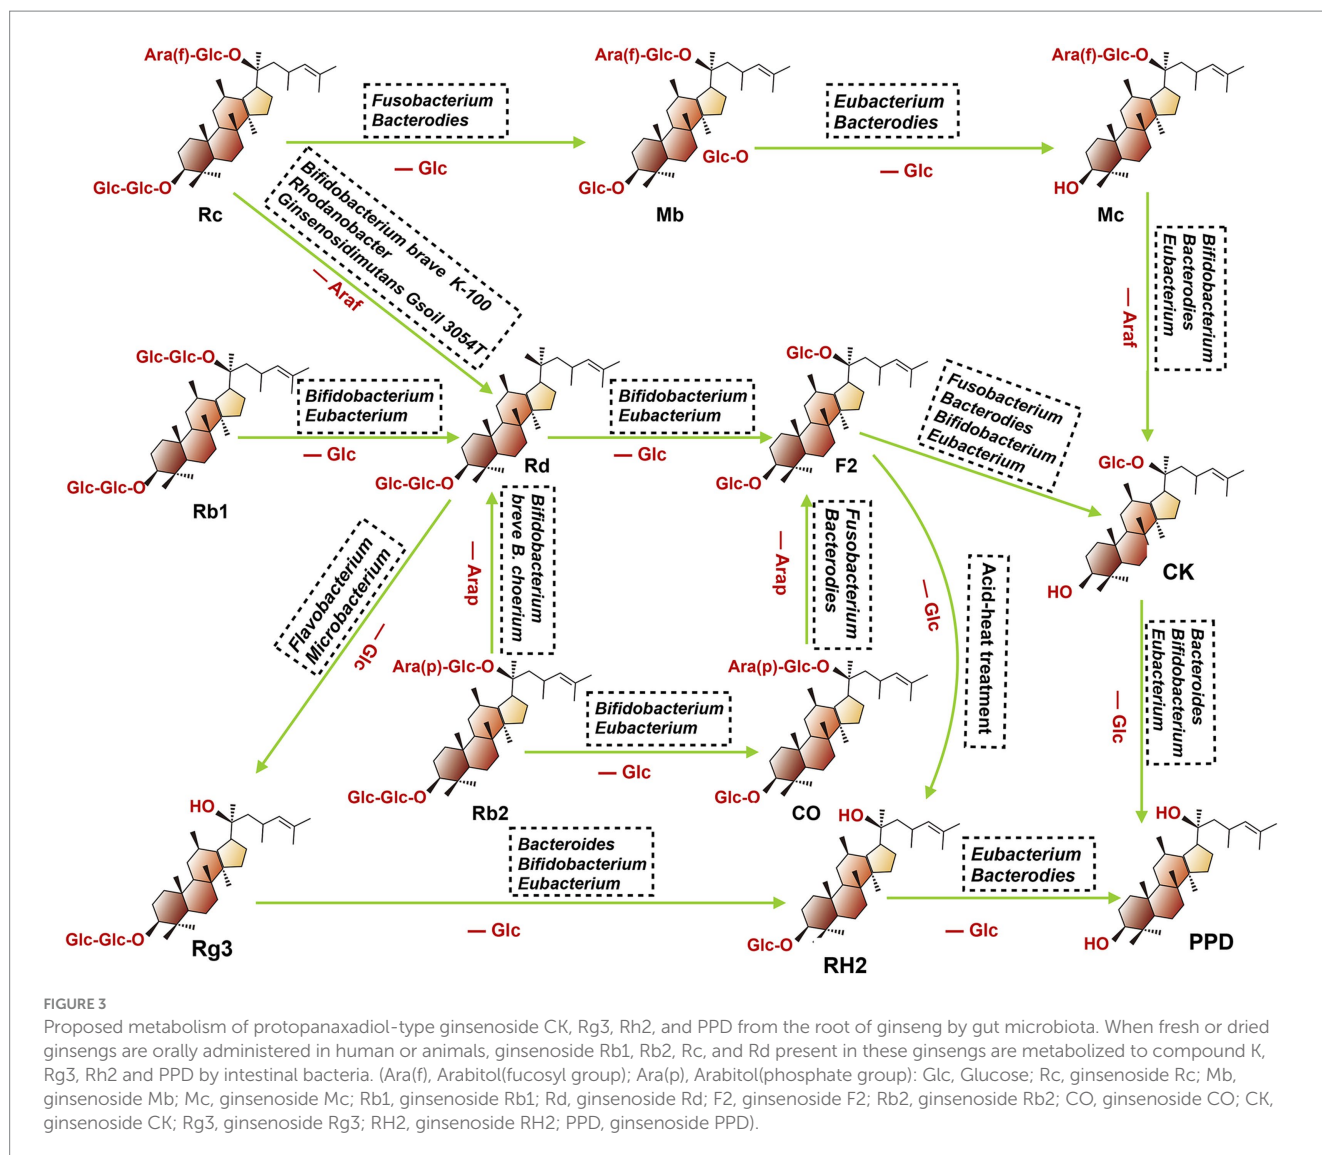 Ara(f)-Glc-O
Ara(f)-Glc-O
Ara(f)-Glc-O
Fusobacterium
Bacterodies
Eubacterium
Bacterodies
— Glc
Glc-O
— Glc
Glc-Glc-O
Glc-O
HO
Rc
Mb
Mc
Bifidobacterium brave K-100
Rhodanobacter
Ginsenosidimutans Gsoil 3054T
— Araf
Bifidobacterium
Bacterodies
Eubacterium
— Araf
Glc-Glc-O
Glc-O
Bifidobacterium
Eubacterium
Bifidobacterium
Eubacterium
Fusobacterium
Bacterodies
Bifidobacterium
Eubacterium
— Glc
Rd
— Glc
F2
Glc-O
Glc-Glc-O
Glc-Glc-O
Glc-O
Rb1
CK
HO
Bifidobacterium
breve B. choerium
— Arap
Fusobacterium
Bacterodies
— Arap
— Glc
Acid-heat treatment
Flavobacterium
Microbacterium
— Glc
Bacteroides
Bifidobacterium
Eubacterium
— Glc
Ara(p)-Glc-O
Ara(p)-Glc-O
Bifidobacterium
Eubacterium
— Glc
Glc-Glc-O
Glc-O
Rb2
CO
HO
HO
HO
Bacteroides
Bifidobacterium
Eubacterium
Eubacterium
Bacterodies
— Glc
— Glc
Glc-Glc-O
Glc-O
HO
Rg3
RH2
PPD
FIGURE 3
Proposed metabolism of protopanaxadiol-type ginsenoside CK, Rg3, Rh2, and PPD from the root of ginseng by gut microbiota. When fresh or dried
ginsengs are orally administered in human or animals, ginsenoside Rb1, Rb2, Rc, and Rd present in these ginsengs are metabolized to compound K,
Rg3, Rh2 and PPD by intestinal bacteria. (Ara(f), Arabitol(fucosyl group); Ara(p), Arabitol(phosphate group): Glc, Glucose; Rc, ginsenoside Rc; Mb,
ginsenoside Mb; Mc, ginsenoside Mc; Rb1, ginsenoside Rb1; Rd, ginsenoside Rd; F2, ginsenoside F2; Rb2, ginsenoside Rb2; CO, ginsenoside CO; CK,
ginsenoside CK; Rg3, ginsenoside Rg3; RH2, ginsenoside RH2; PPD, ginsenoside PPD).